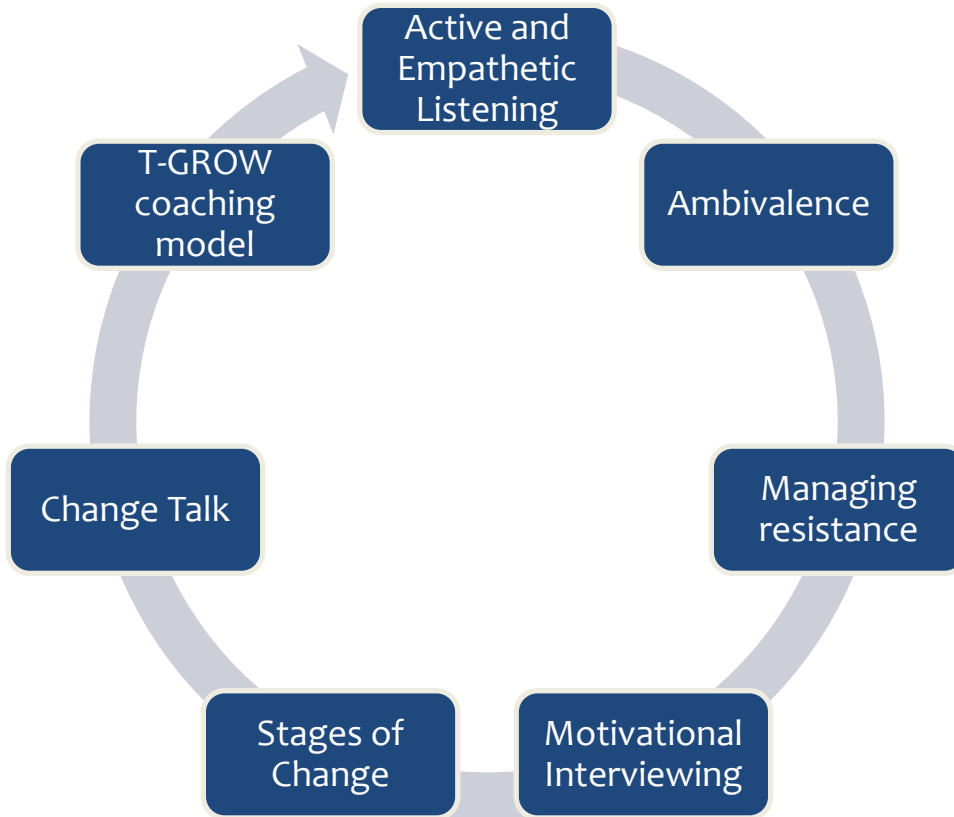 Active and
Empathetic
Listening
Ambivalence
Managing
resistance
Motivational
Interviewing
Stages of
Change
Change Talk
T-GROW
coaching
model